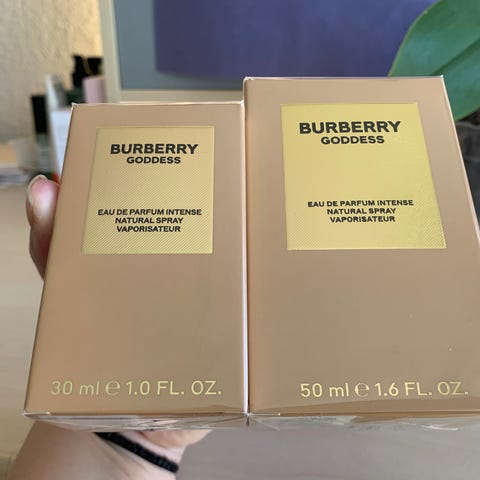 BURBERRY
GODDESS
EAU DE PARFUM INTENSE
NATURAL SPRAY
VAPORISATEUR
30 ml ℮ 1.0 FL. OZ.
BURBERRY
GODDESS
EAU DE PARFUM INTENSE
NATURAL SPRAY
VAPORISATEUR
50 ml ℮ 1.6 FL. OZ.